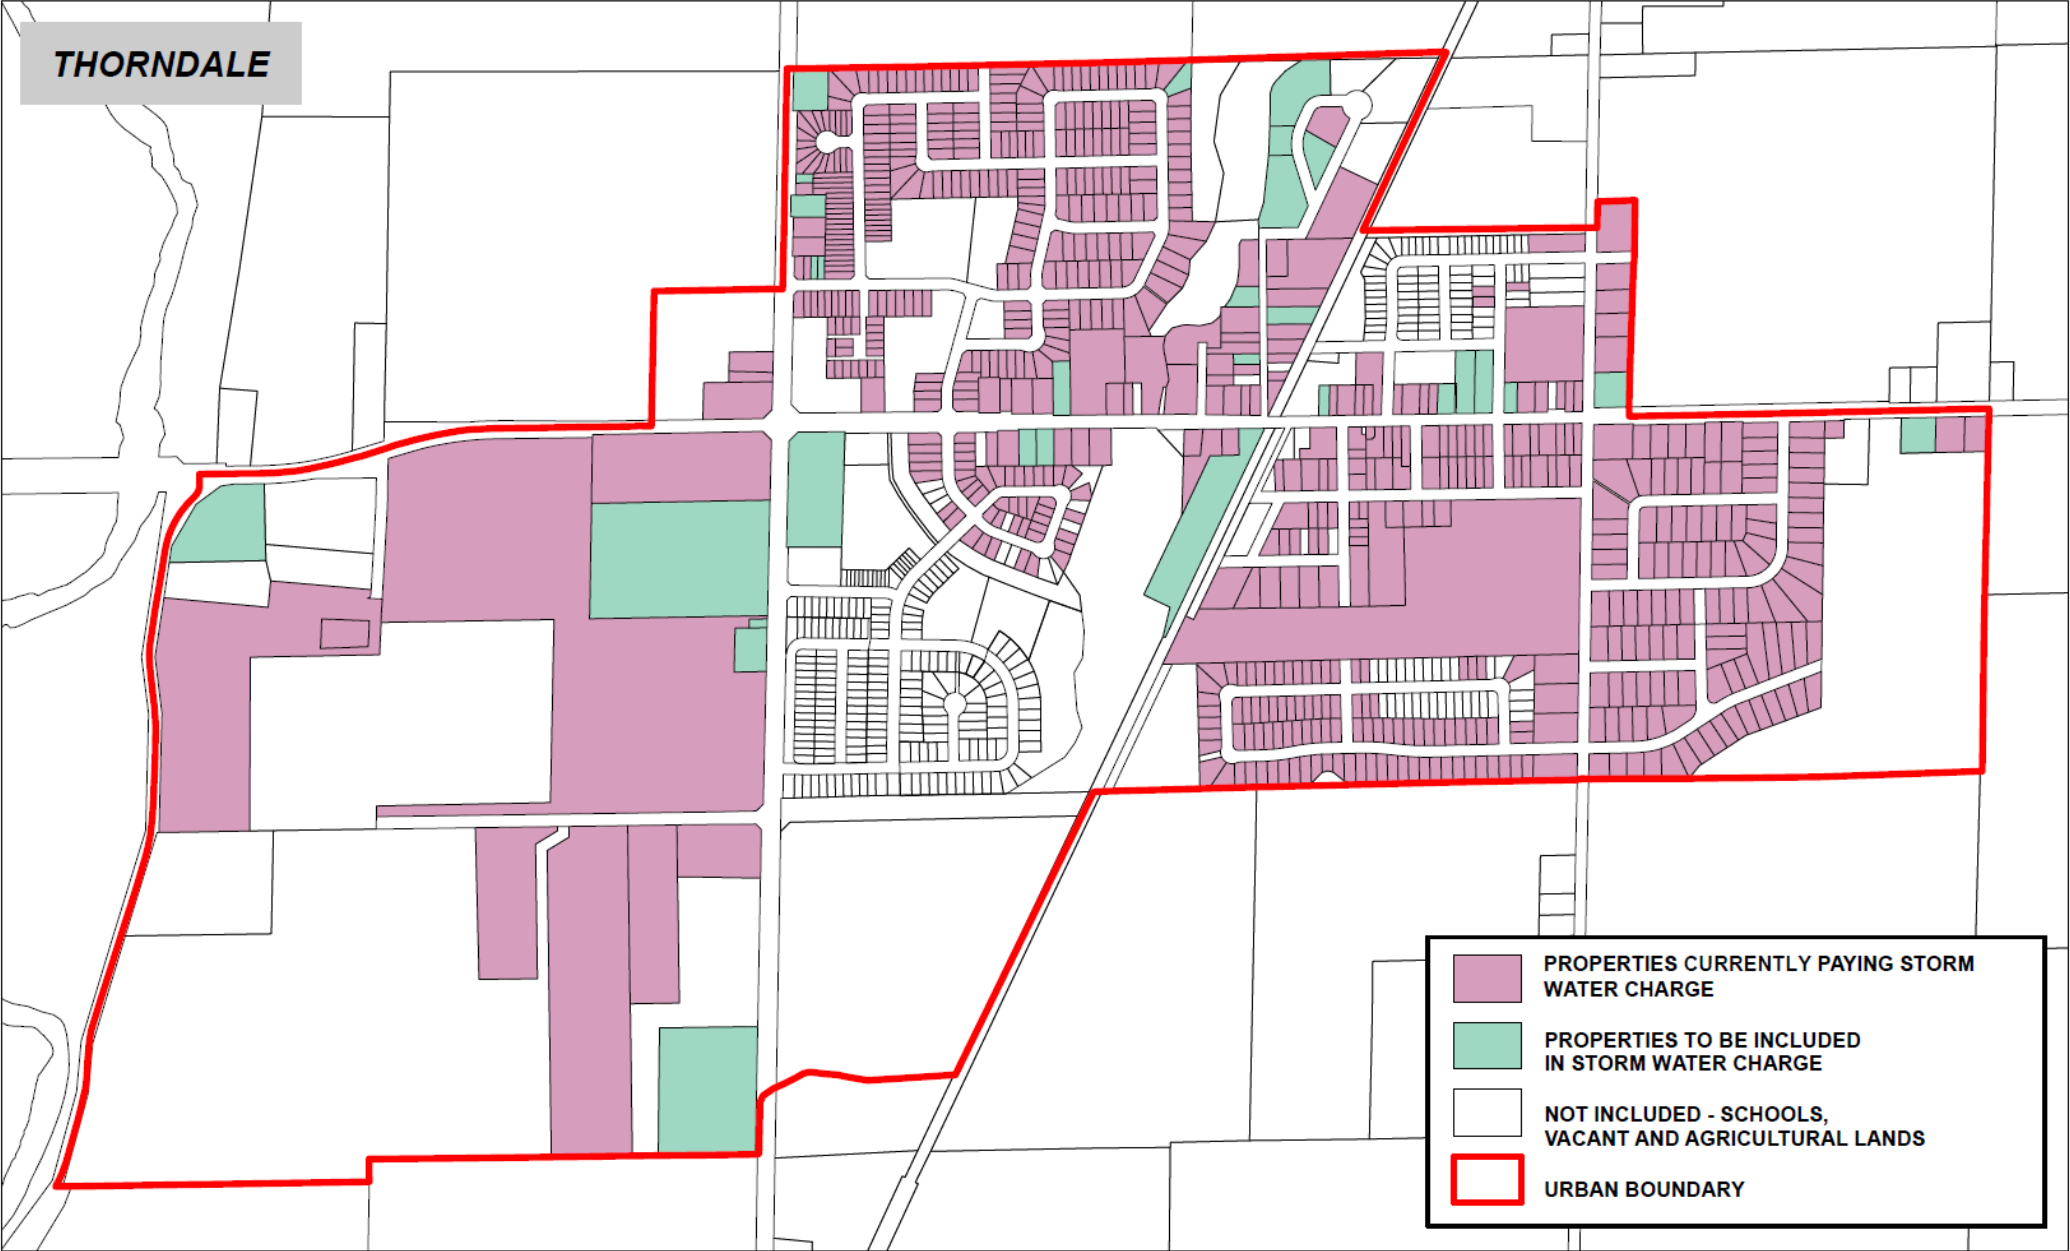 THORNDALE
PROPERTIES CURRENTLY PAYING STORM
WATER CHARGE
PROPERTIES TO BE INCLUDED
IN STORM WATER CHARGE
NOT INCLUDED - SCHOOLS,
VACANT AND AGRICULTURAL LANDS
URBAN BOUNDARY